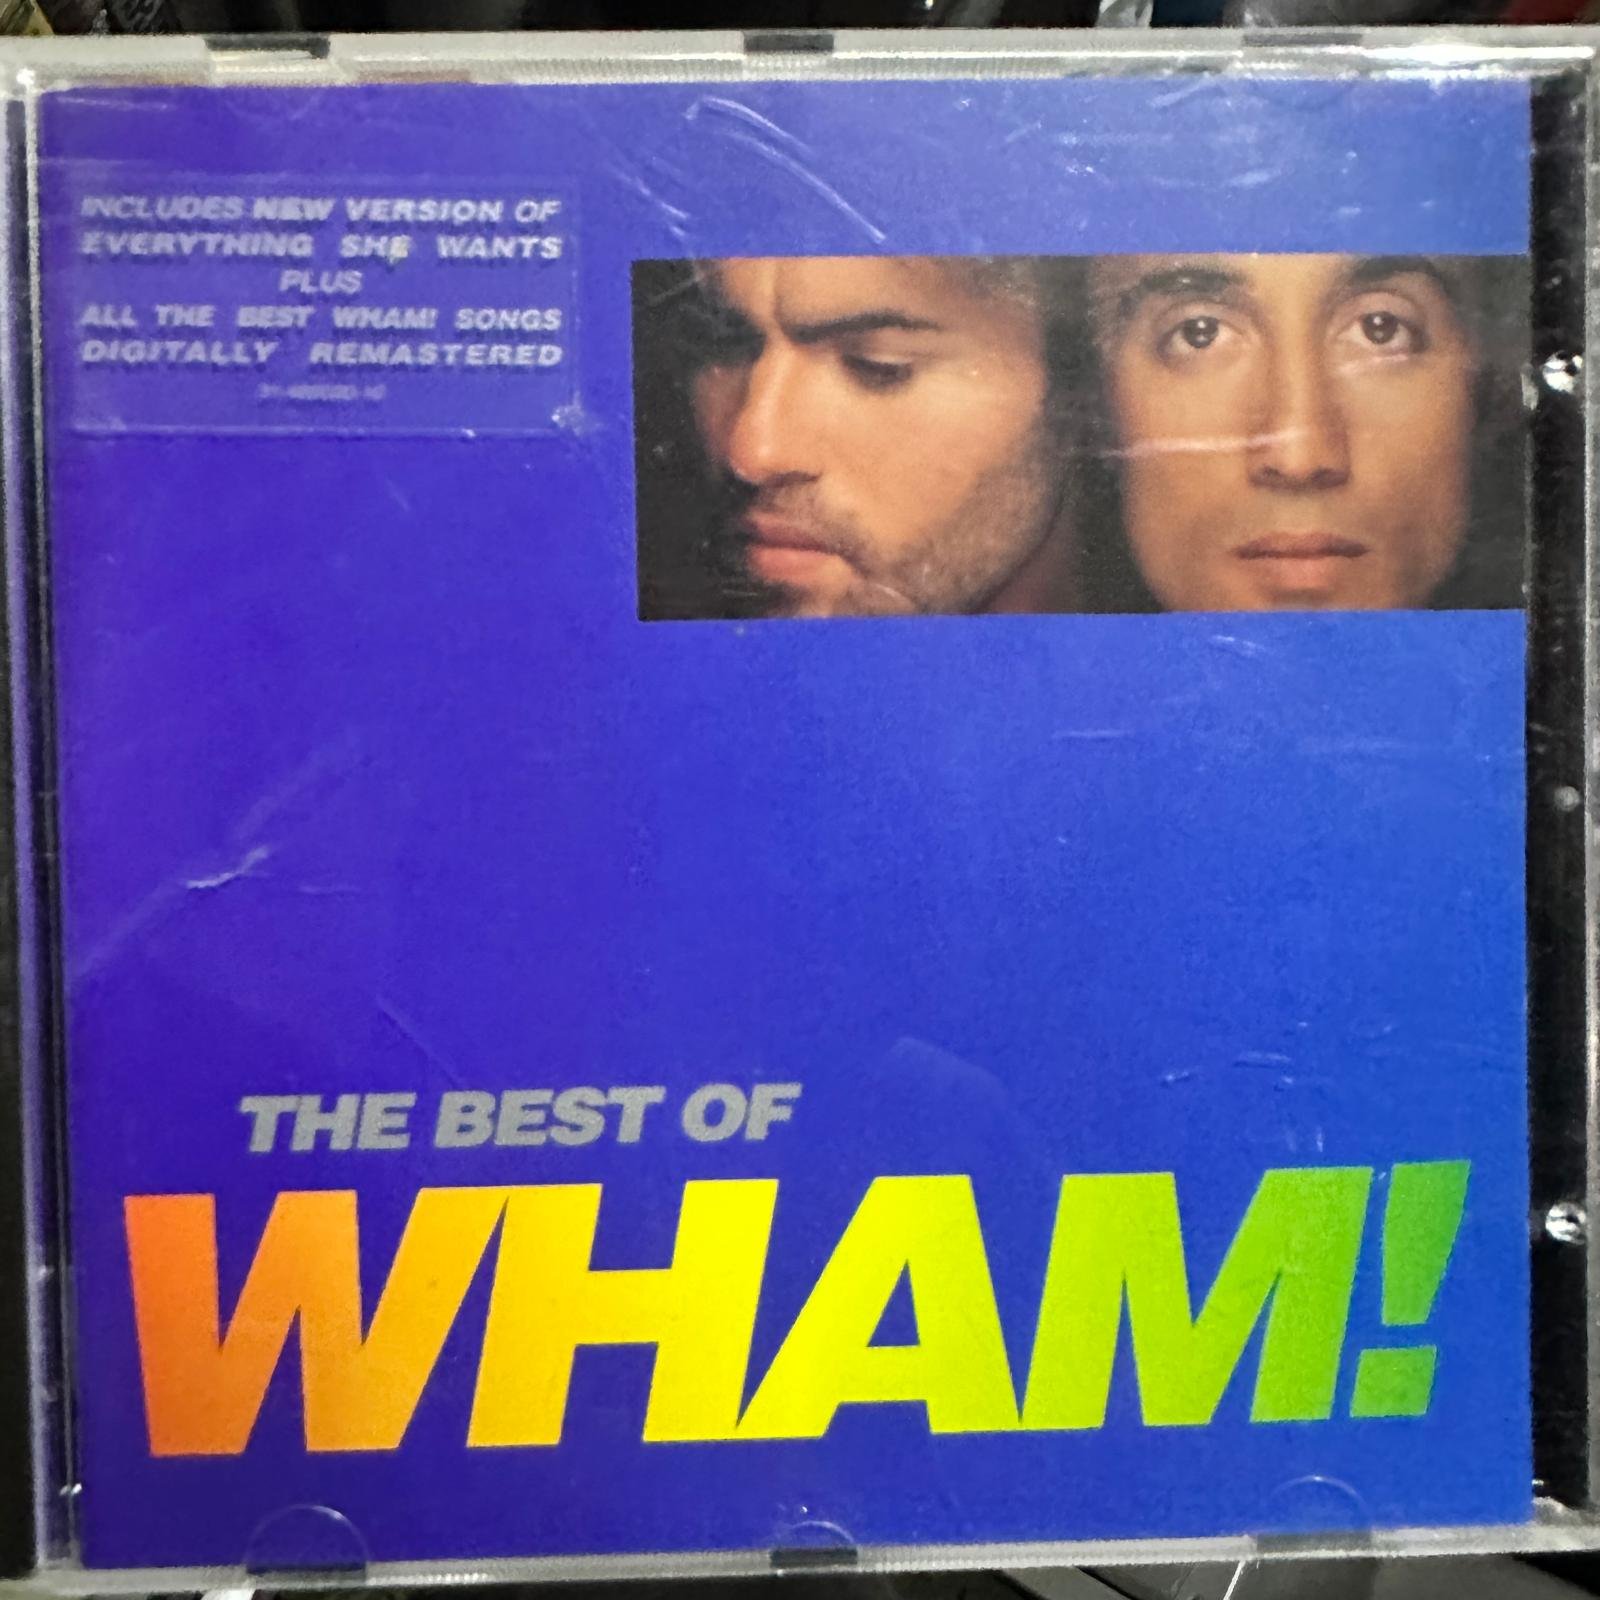 INCLUDES NEW VERSION OF
EVERYTHING SHE WANTS
PLUS
ALL THE BEST WHAM! SONGS
DIGITALLY REMASTERED
THE BEST OF
WHAM!